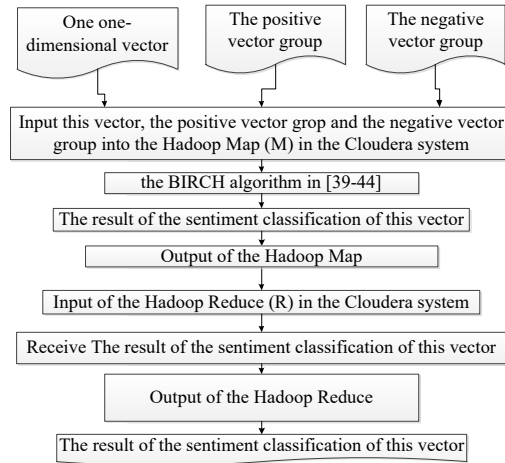 One one-
dimensional vector
The positive
vector group
The negative
vector group
Input this vector, the positive vector grop and the negative vector
group into the Hadoop Map (M) in the Cloudera system
the BIRCH algorithm in [39-44]
The result of the sentiment classification of this vector
Output of the Hadoop Map
Input of the Hadoop Reduce (R) in the Cloudera system
Receive The result of the sentiment classification of this vector
Output of the Hadoop Reduce
The result of the sentiment classification of this vector